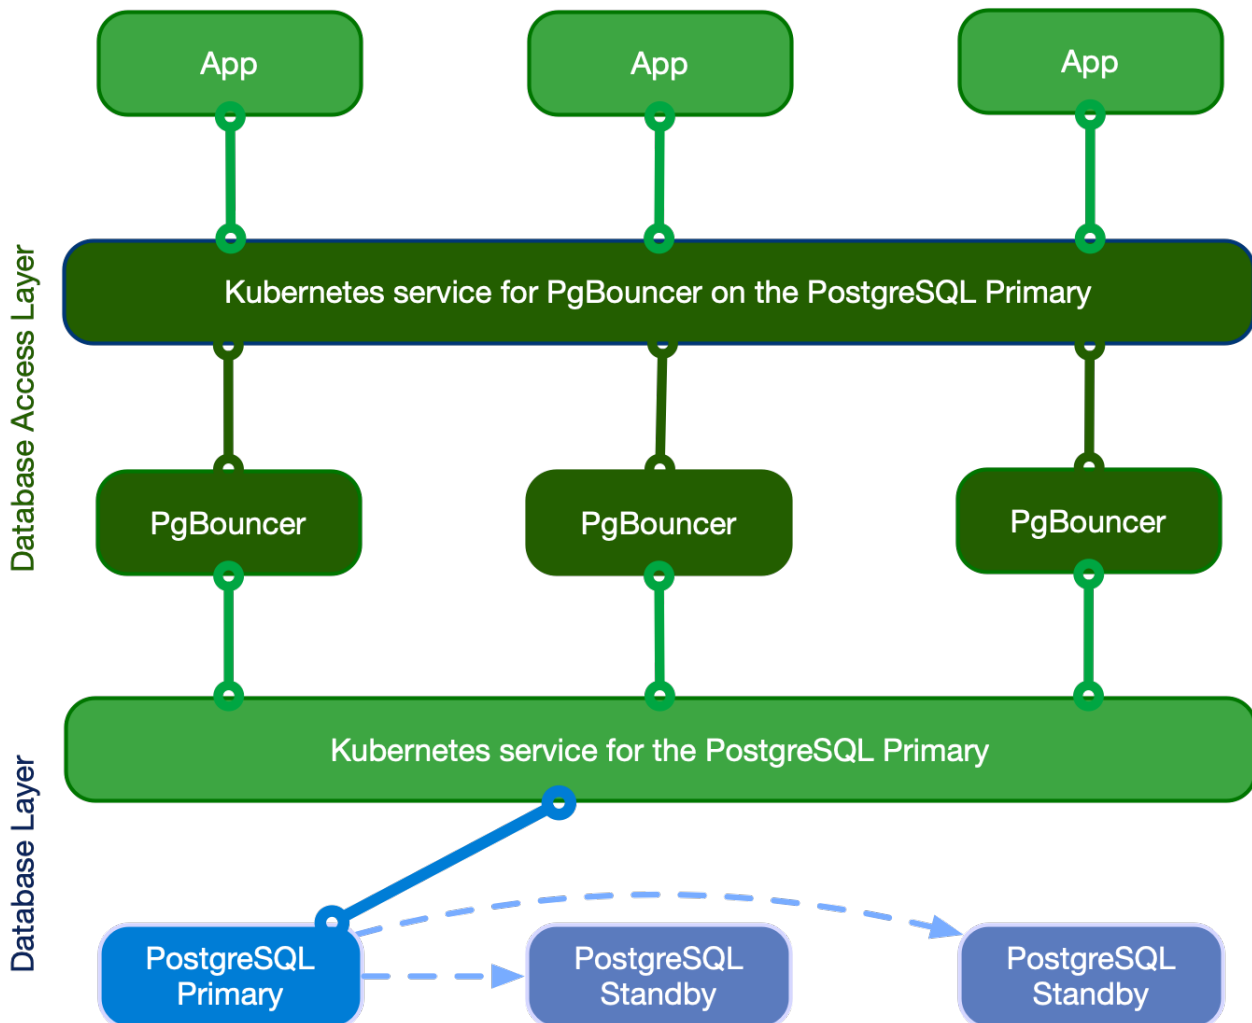 App
App
App
Database Access Layer
Kubernetes service for PgBouncer on the PostgreSQL Primary
PgBouncer
PgBouncer
PgBouncer
Database Layer
Kubernetes service for the PostgreSQL Primary
PostgreSQL
Primary
PostgreSQL
Standby
PostgreSQL
Standby